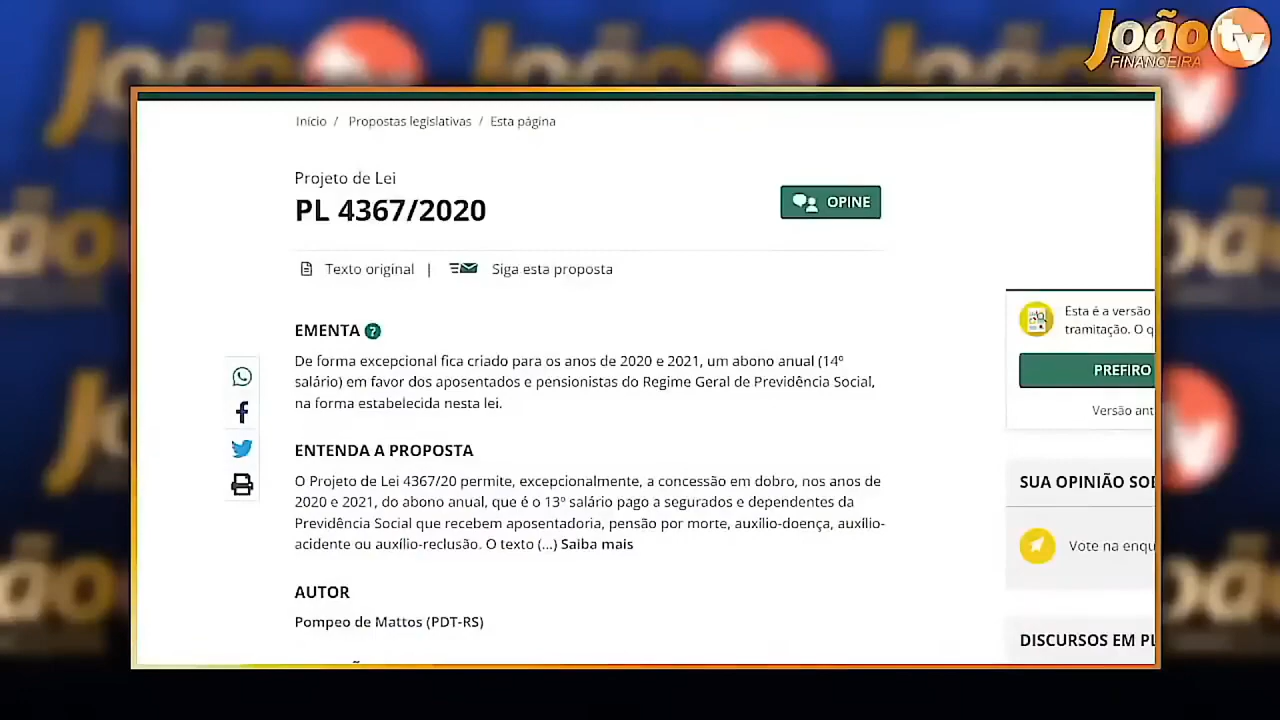 João tv
FINANCEIRA
Início / Propostas legislativas / Esta página
Projeto de Lei
PL 4367/2020
OPINE
Texto original | Siga esta proposta
EMENTA ?
De forma excepcional fica criado para os anos de 2020 e 2021, um abono anual (14º
salário) em favor dos aposentados e pensionistas do Regime Geral de Previdência Social,
na forma estabelecida nesta lei.
ENTENDA A PROPOSTA
O Projeto de Lei 4367/20 permite, excepcionalmente, a concessão em dobro, nos anos de
2020 e 2021, do abono anual, que é o 13º salário pago a segurados e dependentes da
Previdência Social que recebem aposentadoria, pensão por morte, auxílio-doença, auxílio-
acidente ou auxílio-reclusão. O texto (...) Saiba mais
AUTOR
Pompeo de Mattos (PDT-RS)
Esta é a versão
tramitação. O q
PREFIRO
Versão ant
SUA OPINIÃO SOB
Vote na enqu
DISCURSOS EM PL